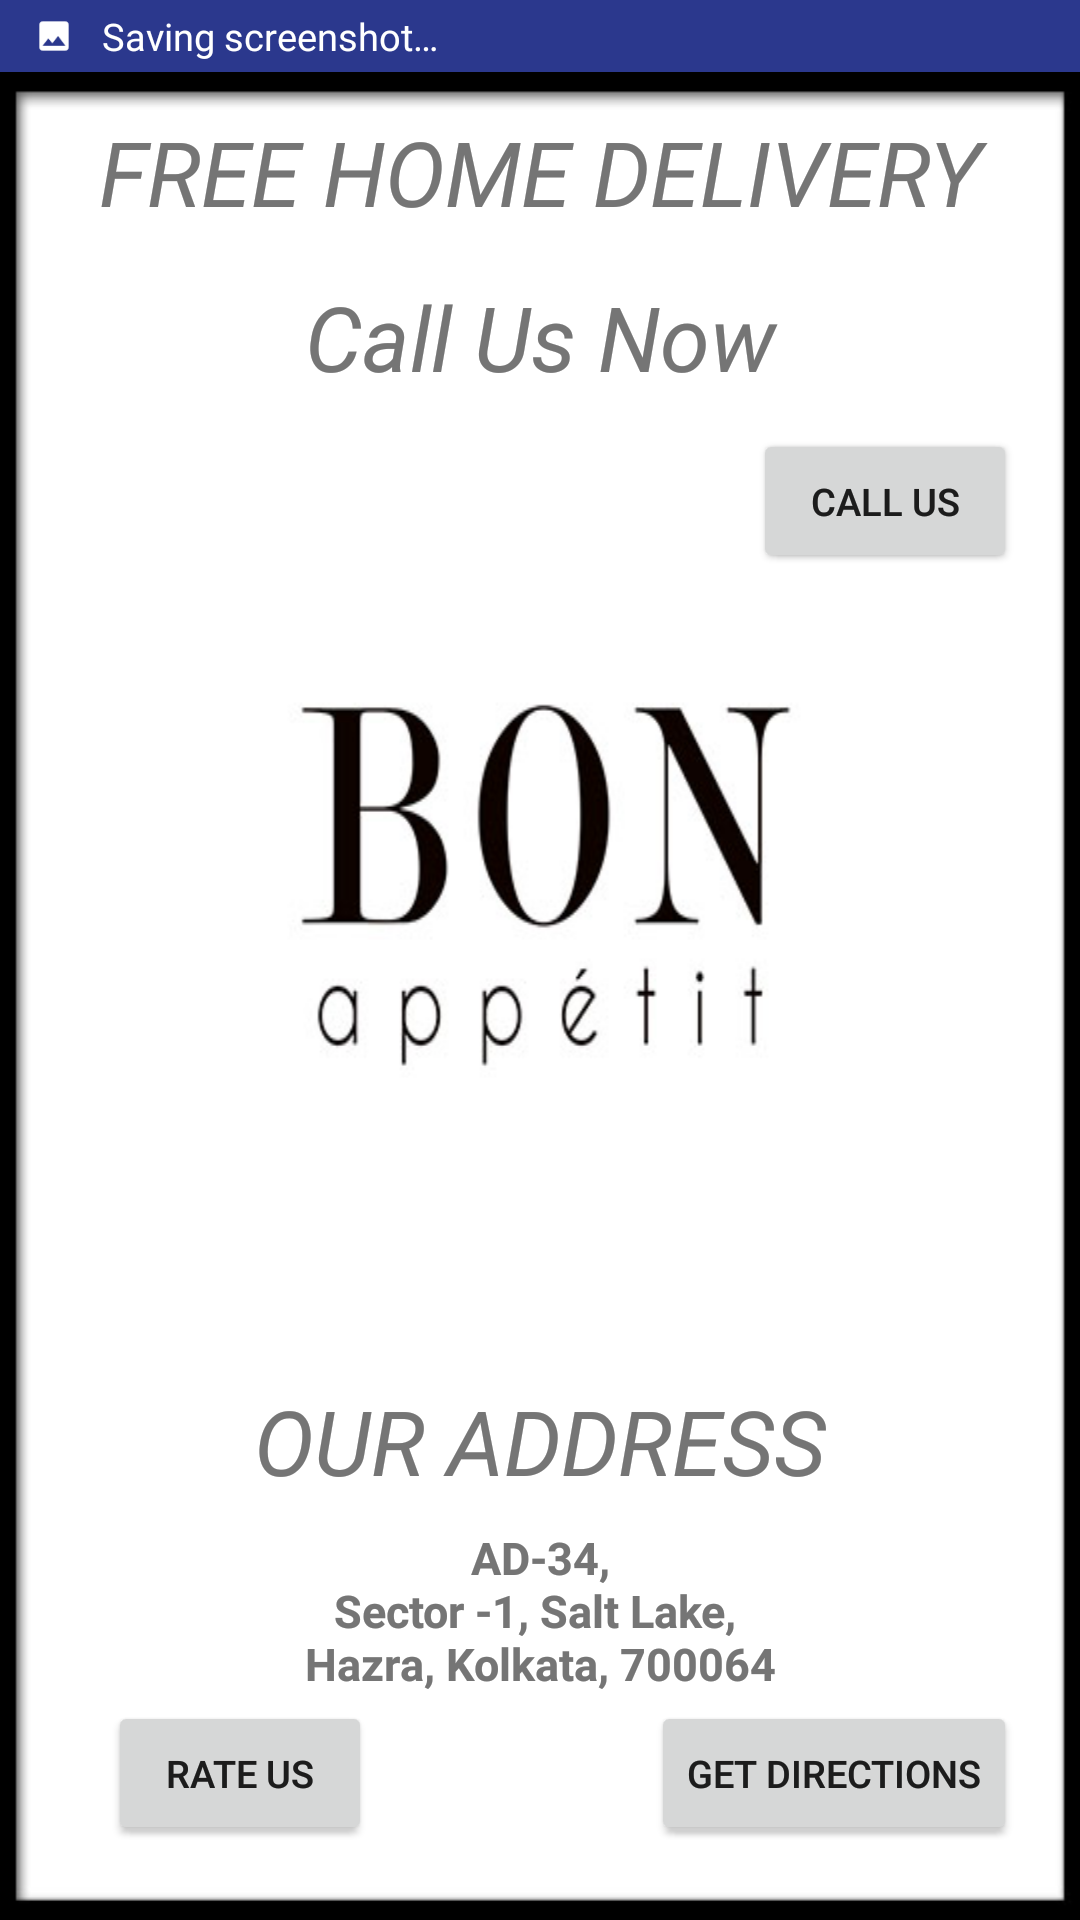 Saving screenshot...
FREE HOME DELIVERY
Call Us Now
CALL US
BON
appétit
OUR ADDRESS
AD-34,
Sector -1, Salt Lake,
Hazra, Kolkata, 700064
RATE US
GET DIRECTIONS